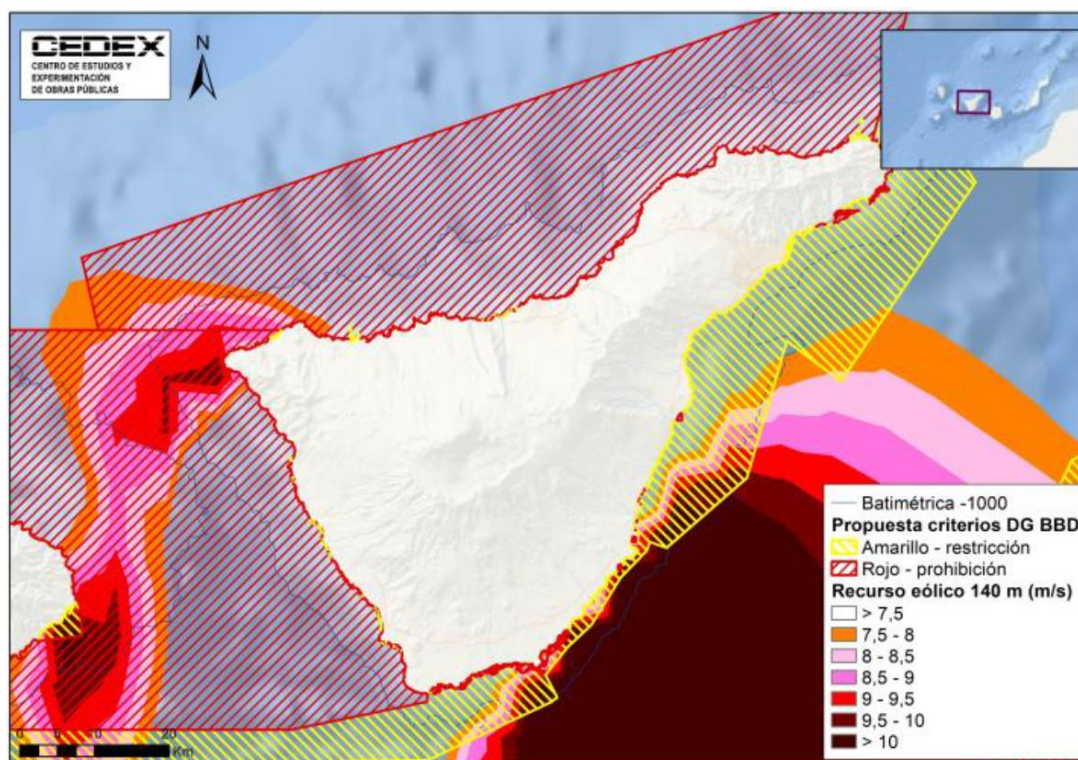 CEDEX
CENTRO DE ESTUDIOS Y
EXPERIMENTACIÓN
DE OBRAS PÚBLICAS
N
Batimétrica -1000
Propuesta criterios DG BBD
Amarillo - restricción
Rojo - prohibición
Recurso eólico 140 m (m/s)
> 7,5
7,5 - 8
8 - 8,5
8,5 - 9
9 - 9,5
9,5 - 10
> 10
0 5 10 20
Km